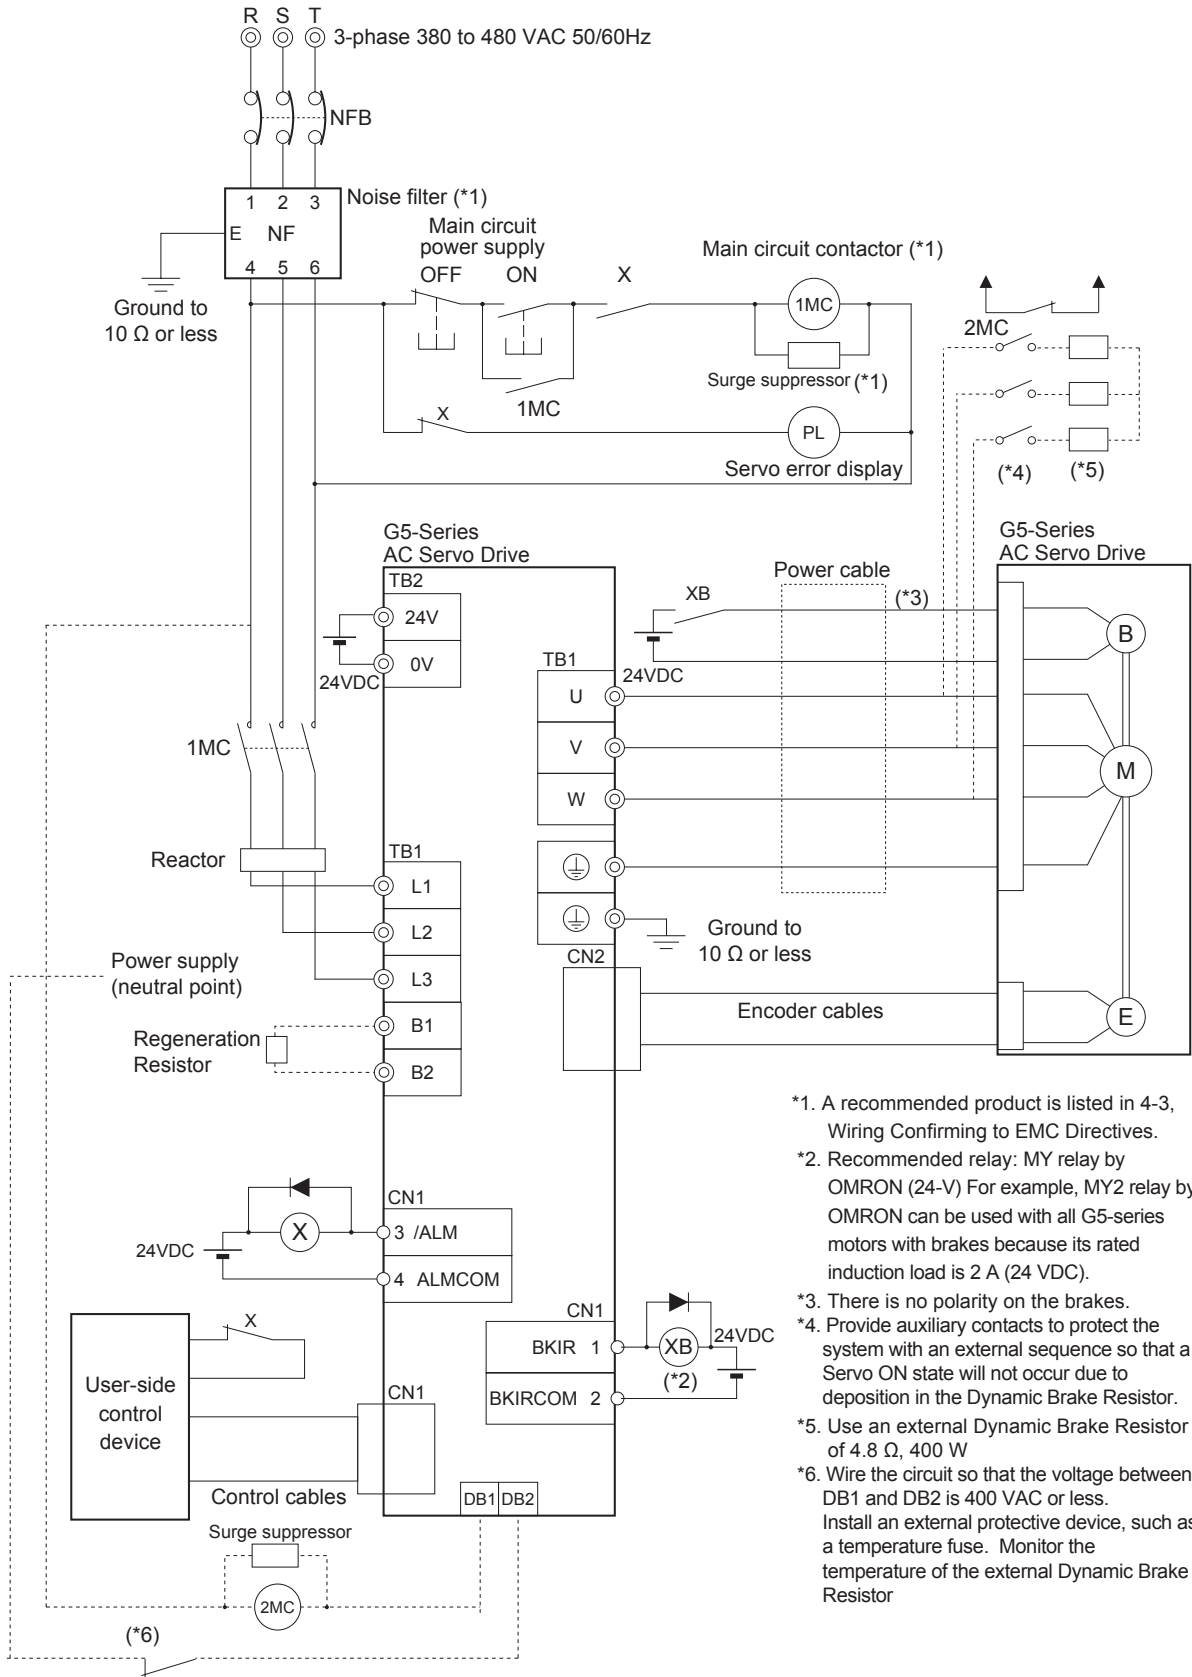 R S T
3-phase 380 to 480 VAC 50/60Hz
NFB
Noise filter (*1)
1 2 3
E NF
4 5 6
Ground to
10 Ω or less
Main circuit
power supply
OFF ON X
1MC
X
Main circuit contactor (*1)
1MC
Surge suppressor (*1)
PL
Servo error display
2MC
(*4) (*5)
G5-Series
AC Servo Drive
TB2
24V
0V
24VDC
1MC
Reactor
TB1
L1
L2
L3
B1
B2
Power supply
(neutral point)
Regeneration
Resistor
TB1
U
V
W
Ground to
10 Ω or less
XB
24VDC
Power cable
(*3)
G5-Series
AC Servo Drive
B
M
E
CN2
Encoder cables
CN1
3 /ALM
4 ALMCOM
X
24VDC
X
User-side
control
device
CN1
Control cables
CN1
BKIR 1
BKIRCOM 2
XB
(*2)
24VDC
DB1 DB2
Surge suppressor
2MC
(*6)
*1. A recommended product is listed in 4-3,
Wiring Confirming to EMC Directives.
*2. Recommended relay: MY relay by
OMRON (24-V) For example, MY2 relay by
OMRON can be used with all G5-series
motors with brakes because its rated
induction load is 2 A (24 VDC).
*3. There is no polarity on the brakes.
*4. Provide auxiliary contacts to protect the
system with an external sequence so that a
Servo ON state will not occur due to
deposition in the Dynamic Brake Resistor.
*5. Use an external Dynamic Brake Resistor
of 4.8 Ω, 400 W
*6. Wire the circuit so that the voltage between
DB1 and DB2 is 400 VAC or less.
Install an external protective device, such as
a temperature fuse. Monitor the
temperature of the external Dynamic Brake
Resistor